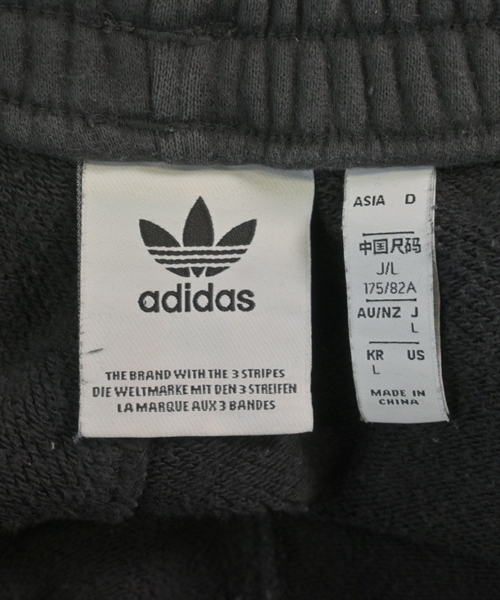 adidas
THE BRAND WITH THE 3 STRIPES
DIE WELTMARKE MIT DEN 3 STREIFEN
LA MARQUE AUX 3 BANDES
ASIA D
中国尺码
J/L
175/82A
AU/NZ J
L
KR US
L
MADE IN
CHINA